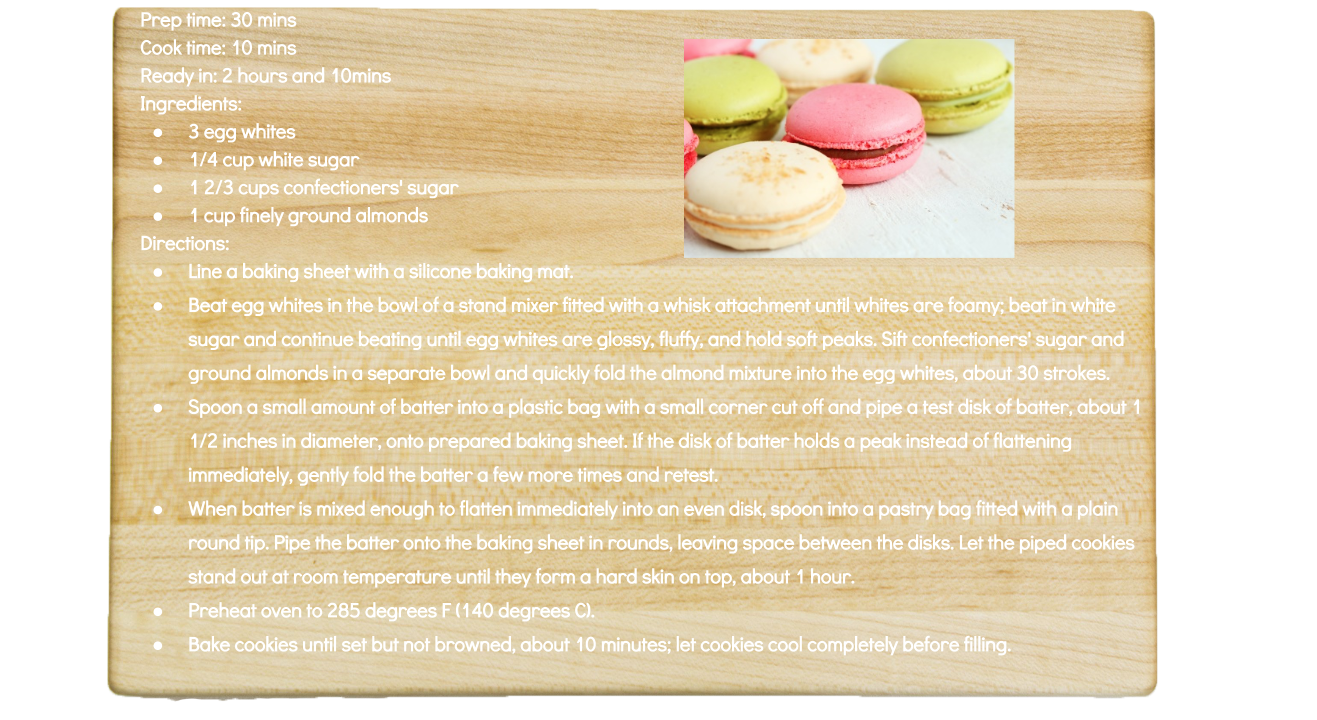 Prep time: 30 mins
Cook time: 10 mins
Ready in: 2 hours and 10mins
Ingredients:
● 3 egg whites
● 1/4 cup white sugar
● 1 2/3 cups confectioners' sugar
● 1 cup finely ground almonds
Directions:
● Line a baking sheet with a silicone baking mat.
● Beat egg whites in the bowl of a stand mixer fitted with a whisk attachment until whites are foamy; beat in white
sugar and continue beating until egg whites are glossy, fluffy, and hold soft peaks. Sift confectioners' sugar and
ground almonds in a separate bowl and quickly fold the almond mixture into the egg whites, about 30 strokes.
● Spoon a small amount of batter into a plastic bag with a small corner cut off and pipe a test disk of batter, about 1
1/2 inches in diameter, onto prepared baking sheet. If the disk of batter holds a peak instead of flattening
immediately, gently fold the batter a few more times and retest.
● When batter is mixed enough to flatten immediately into an even disk, spoon into a pastry bag fitted with a plain
round tip. Pipe the batter onto the baking sheet in rounds, leaving space between the disks. Let the piped cookies
stand out at room temperature until they form a hard skin on top, about 1 hour.
● Preheat oven to 285 degrees F (140 degrees C).
● Bake cookies until set but not browned, about 10 minutes; let cookies cool completely before filling.